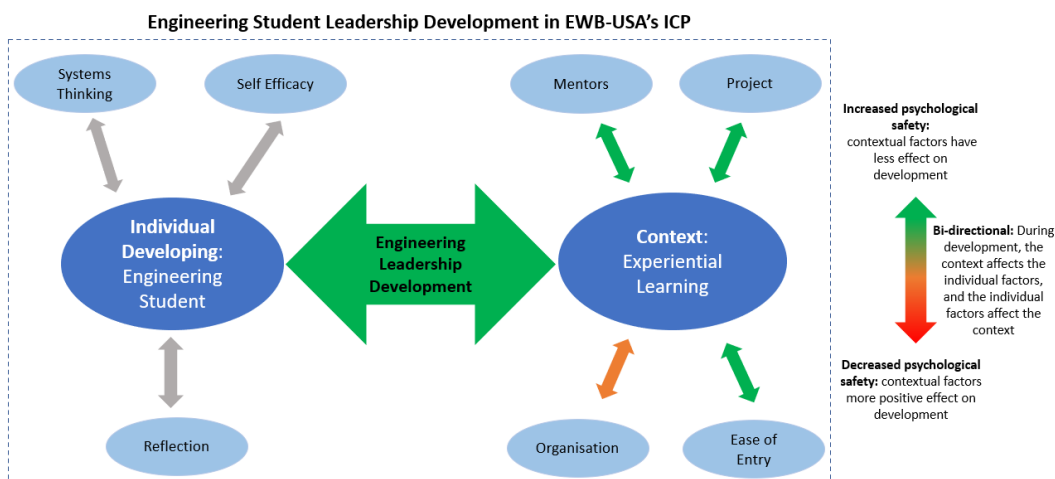 Engineering Student Leadership Development in EWB-USA's ICP
Systems
Thinking
Self Efficacy
Mentors
Project
Individual
Developing:
Engineering
Student
Engineering
Leadership
Development
Context:
Experiential
Learning
Reflection
Organisation
Ease of
Entry
Increased psychological
safety:
contextual factors have
less effect on
development
Bi-directional: During
development, the
context affects the
individual factors,
and the individual
factors affect the
context
Decreased psychological
safety: contextual factors
more positive effect on
development